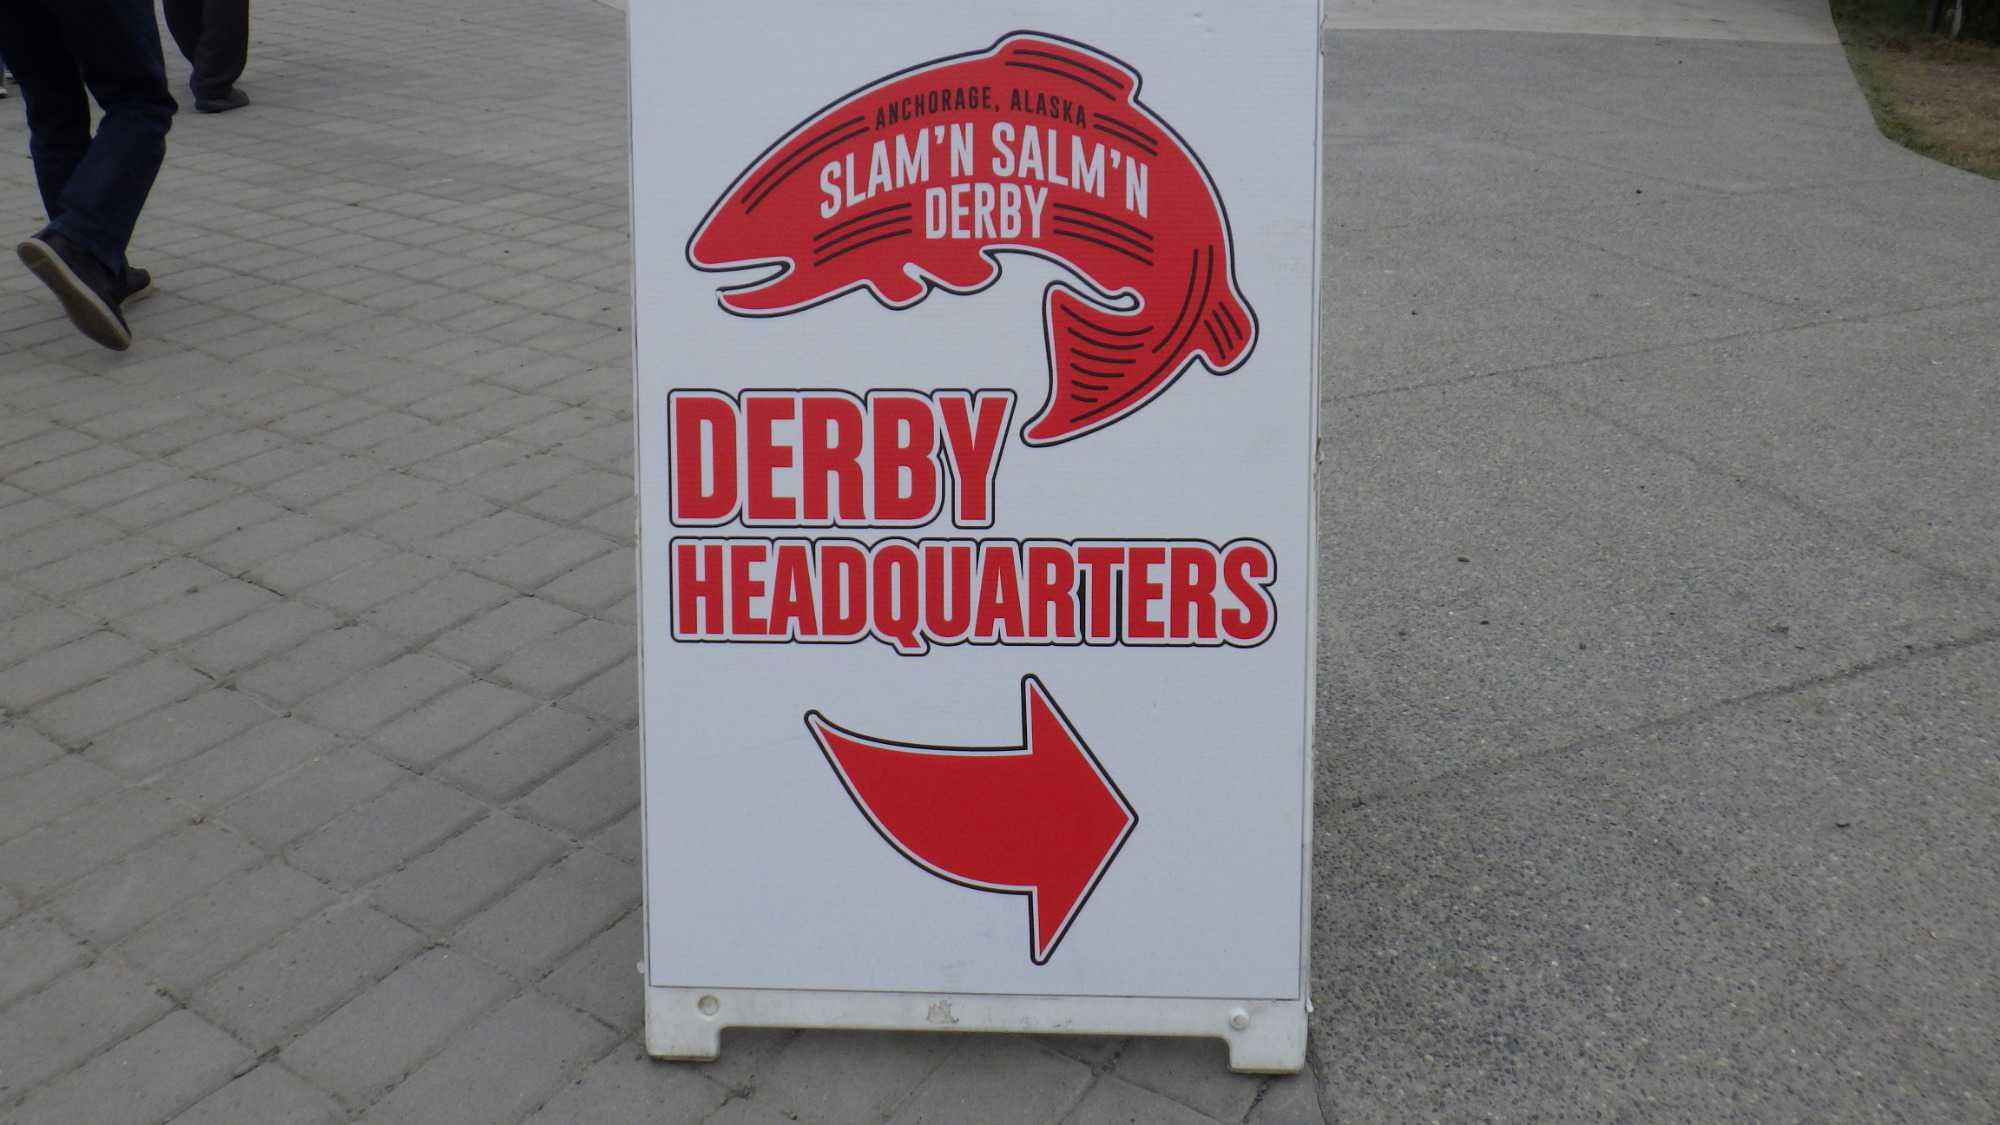 ANCHORAGE, ALASKA
SLAM'N SALM'N
DERBY
DERBY
HEADQUARTERS